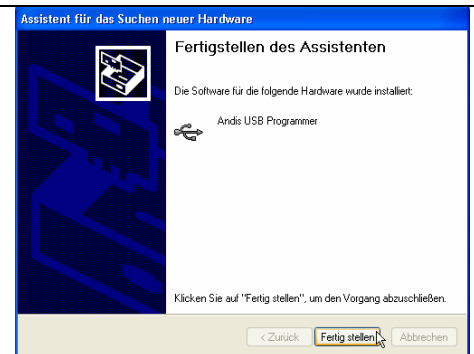 Assistent für das Suchen neuer Hardware
Fertigstellen des Assistenten
Die Software für die folgende Hardware wurde installiert:
Andis USB Programmer
Klicken Sie auf "Fertig stellen", um den Vorgang abzuschließen.
< Zurück
Fertig stellen
Abbrechen